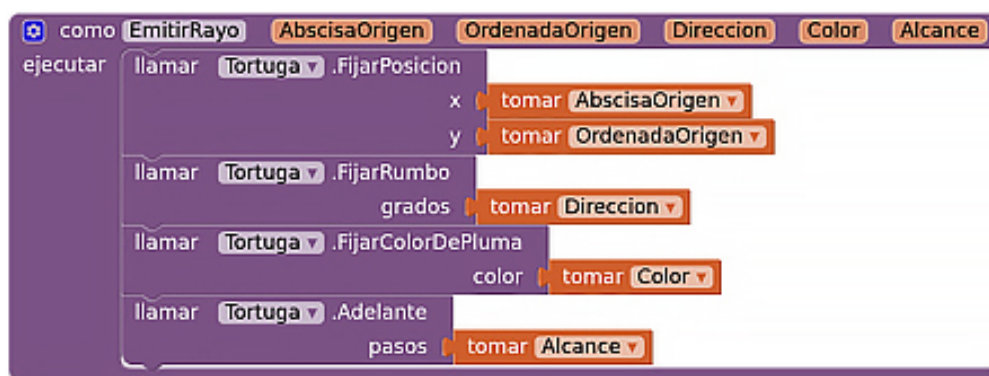 como EmitirRayo AbscisaOrigen OrdenadaOrigen Direccion Color Alcance
ejecutar llamar Tortuga .FijarPosicion
x tomar AbscisaOrigen
y tomar OrdenadaOrigen
llamar Tortuga .FijarRumbo
grados tomar Direccion
llamar Tortuga .FijarColorDePluma
color tomar Color
llamar Tortuga .Adelante
pasos tomar Alcance